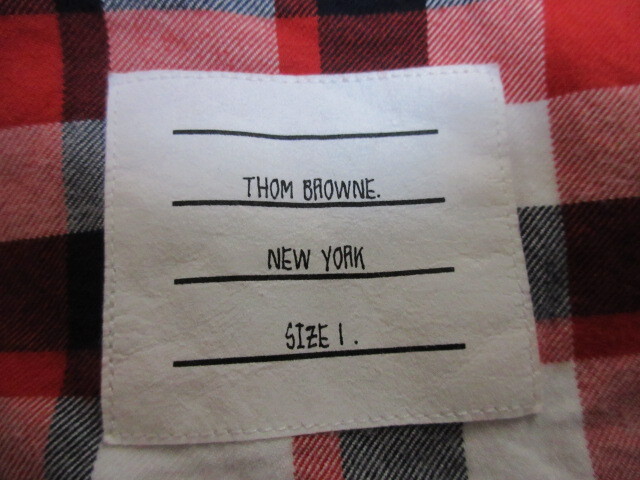 THOM BROWNE.
NEW YORK
SIZE 1.